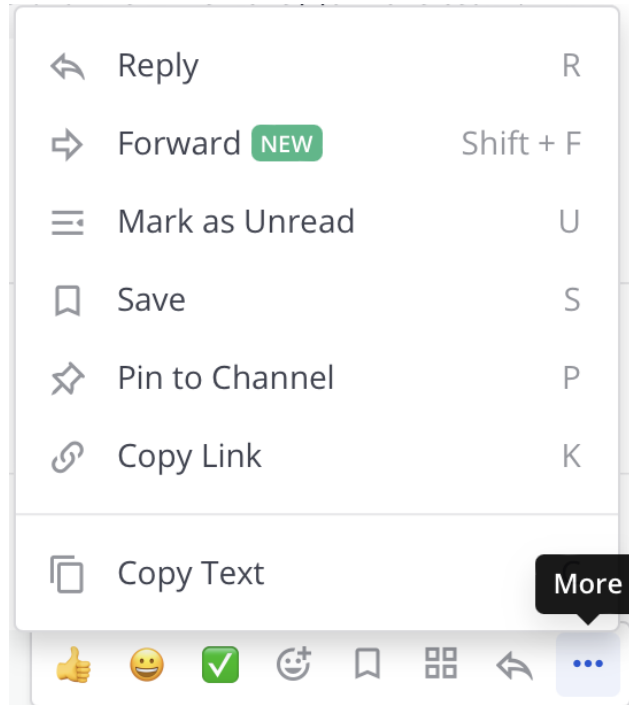 Reply R
Forward NEW Shift + F
Mark as Unread U
Save S
Pin to Channel P
Copy Link K
Copy Text
More